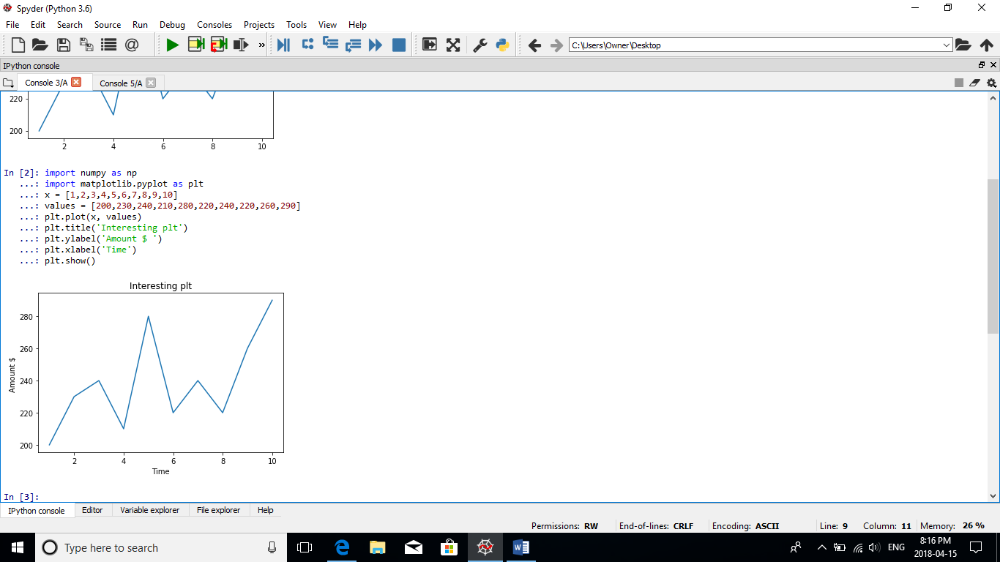 Spyder (Python 3.6)
File Edit Search Source Run Debug Consoles Projects Tools View Help
C:\Users\Owner\Desktop
IPython console
Console 3/A Console 5/A
220
200
2 4 6 8 10
In [2]: import numpy as np
...: import matplotlib.pyplot as plt
...: x = [1,2,3,4,5,6,7,8,9,10]
...: values = [200,230,240,210,280,220,240,220,260,290]
...: plt.plot(x, values)
...: plt.title('Interesting plt')
...: plt.ylabel('Amount $ ')
...: plt.xlabel('Time')
...: plt.show()
Interesting plt
280
260
240
220
200
Amount $
2 4 6 8 10
Time
In [3]:
IPython console Editor Variable explorer File explorer Help
Permissions: RW End-of-lines: CRLF Encoding: ASCII Line: 9 Column: 11 Memory: 26 %
Type here to search
ENG
8:16 PM
2018-04-15